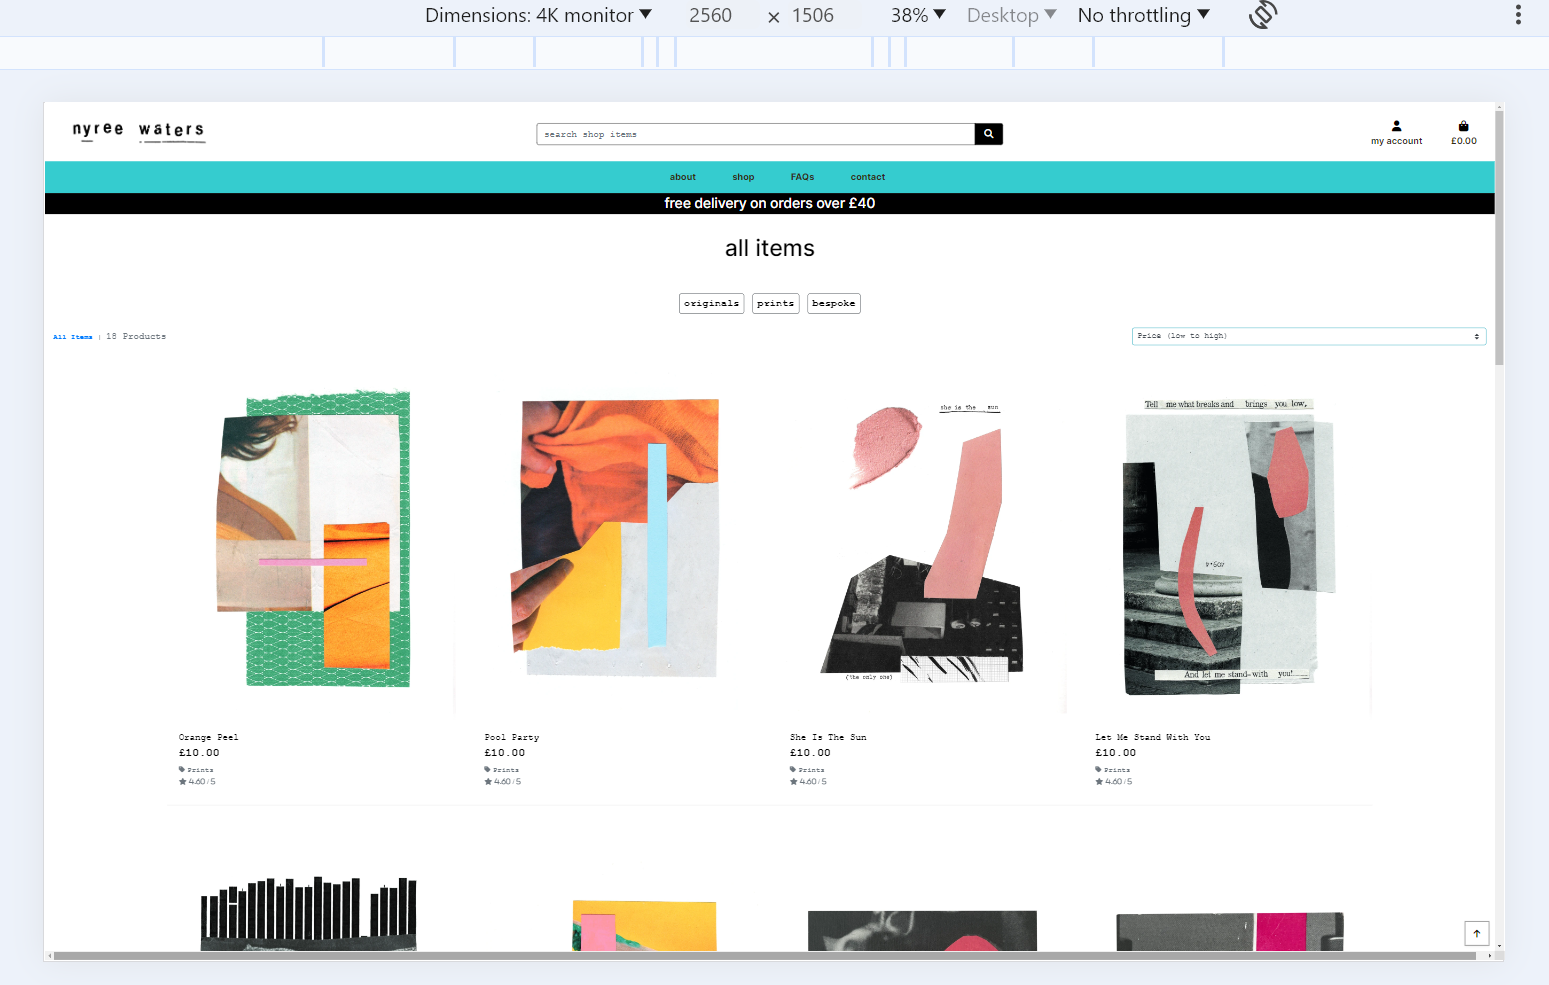 Dimensions: 4K monitor ▼ 2560 × 1506 38% ▼ Desktop ▼ No throttling ▼
nyree waters
search shop items
my account
£0.00
about shop FAQs contact
free delivery on orders over £40
all items
originals prints bespoke
All Items | 18 Products
Price (low to high)
she is the sun
(the only one)
Tell me what breaks and brings you low,
And let me stand with you!
Orange Peel
£10.00
Prints
4.60 / 5
Pool Party
£10.00
Prints
4.60 / 5
She Is The Sun
£10.00
Prints
4.60 / 5
Let Me Stand With You
£10.00
Prints
4.60 / 5